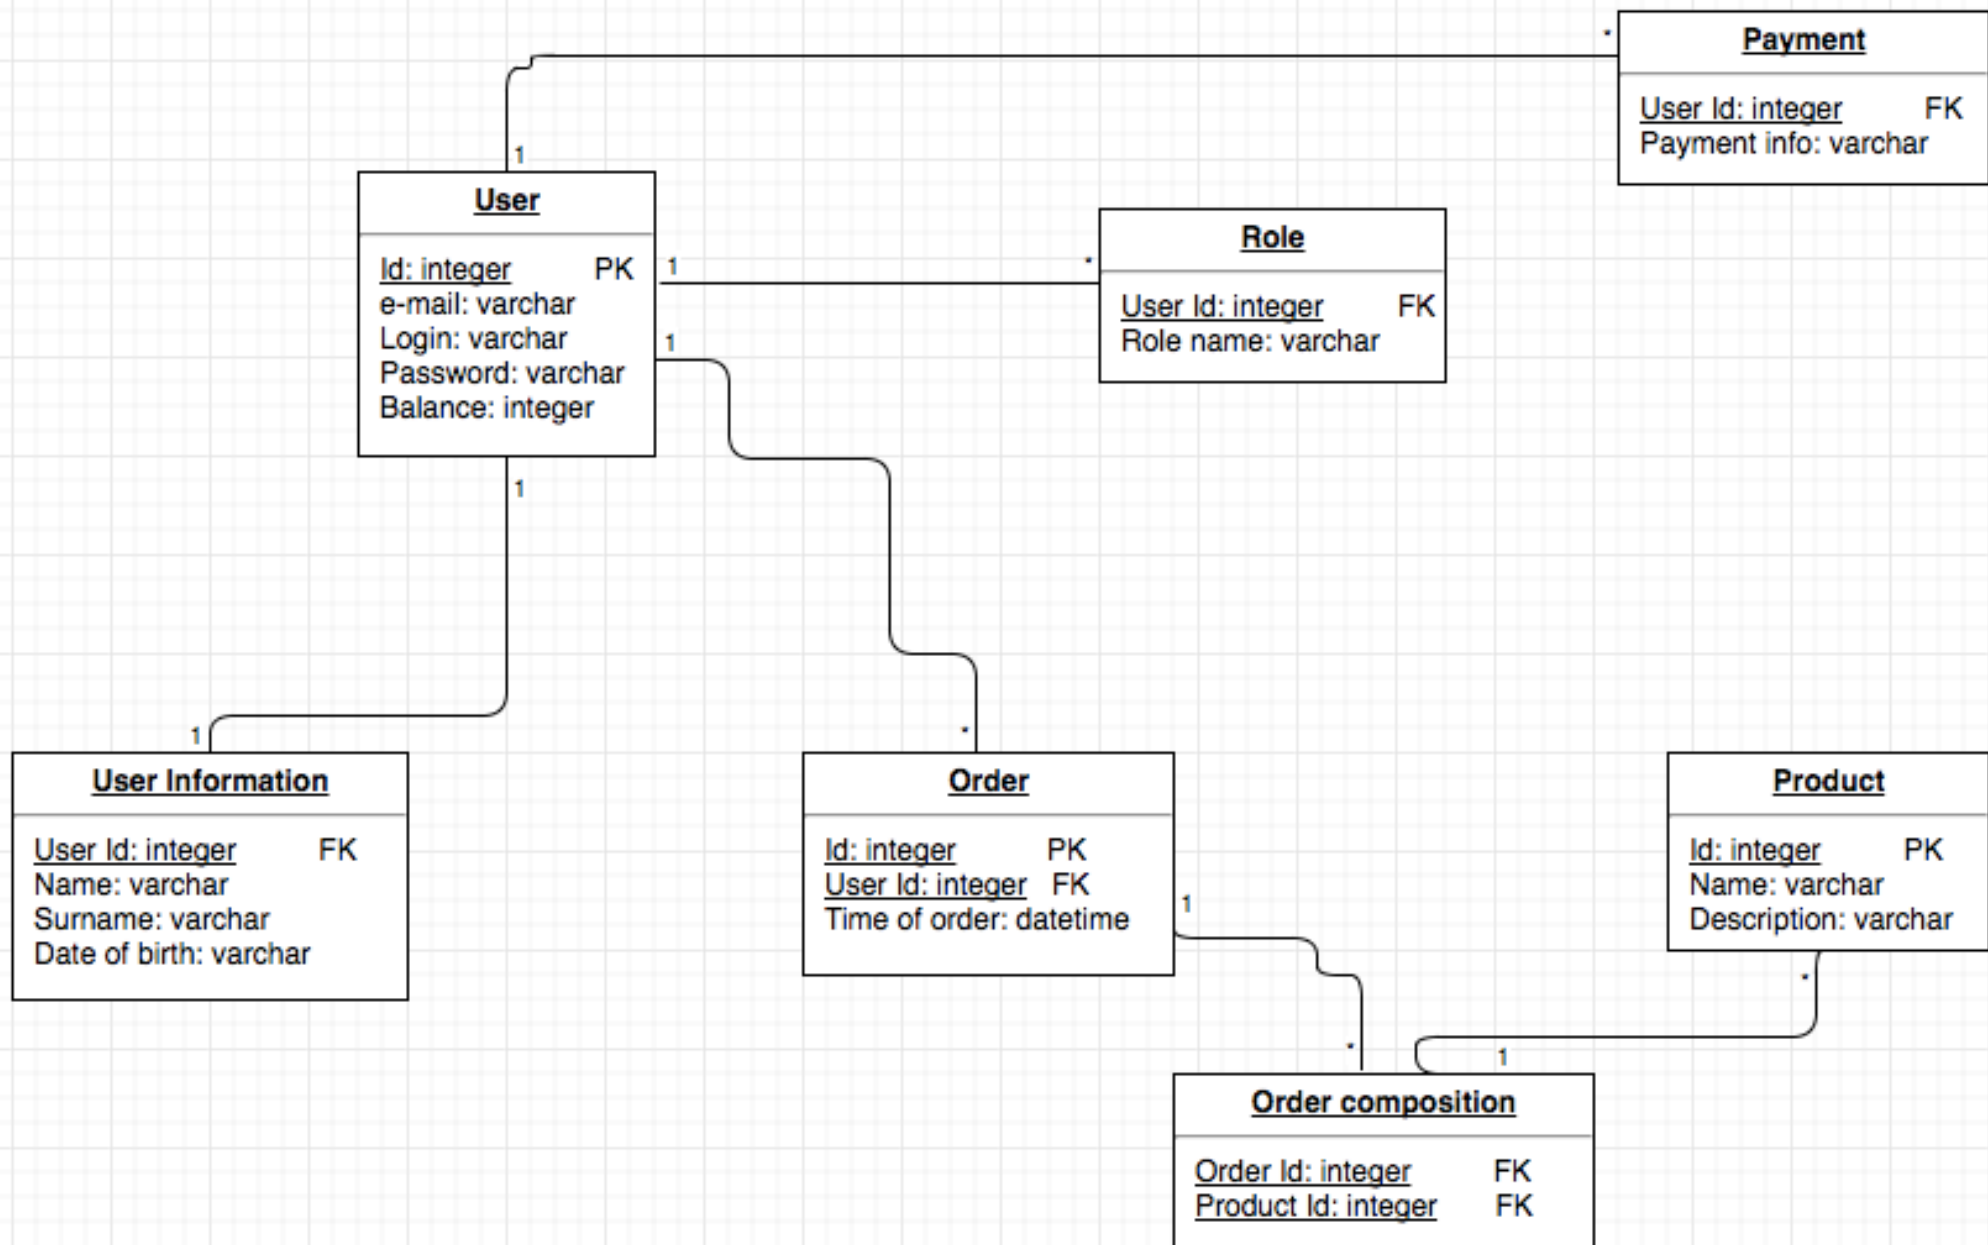 *
Payment
User Id: integer FK
Payment info: varchar
1
User
Id: integer PK
e-mail: varchar
Login: varchar
Password: varchar
Balance: integer
1
*
Role
User Id: integer FK
Role name: varchar
1
1
1
User Information
User Id: integer FK
Name: varchar
Surname: varchar
Date of birth: varchar
*
Order
Id: integer PK
User Id: integer FK
Time of order: datetime
1
Product
Id: integer PK
Name: varchar
Description: varchar
*
*
1
Order composition
Order Id: integer FK
Product Id: integer FK